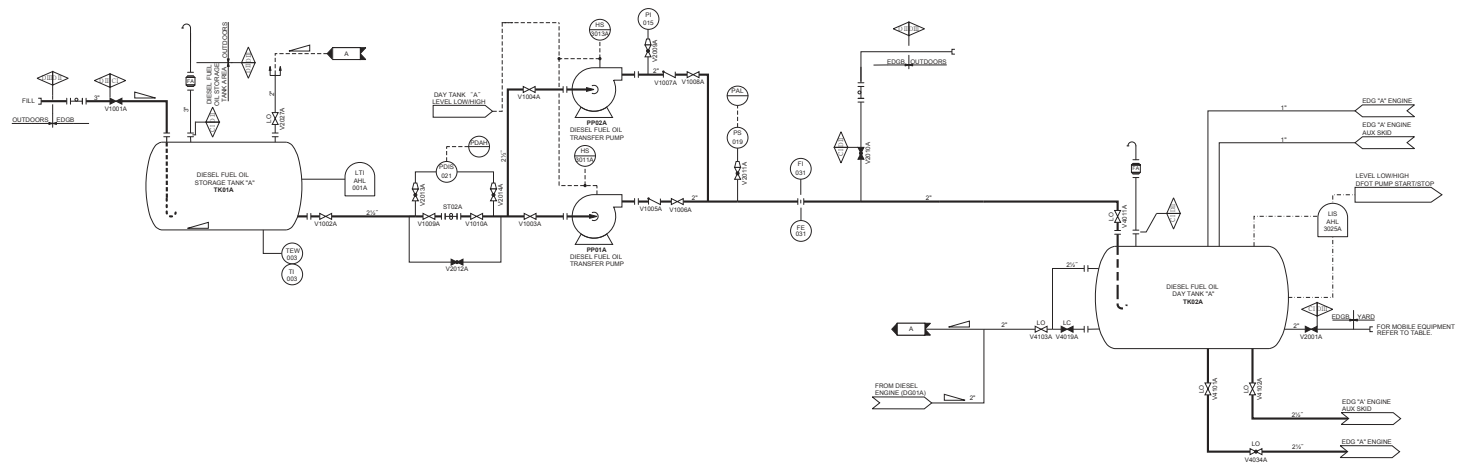 FILL
3"
V1001A
OUTDOORS
EDGB
FA
3"
DIESEL FUEL
OIL STORAGE
TANK AREA
OUTDOORS
2"
LO
V2027A
A
DIESEL FUEL OIL
STORAGE TANK "A"
TK01A
LTI
AHL
001A
TEW
003
TI
003
V1002A
2½"
PDIS
021
PDAH
V2013A
V2014A
ST02A
V1009A
V1010A
V2012A
DAY TANK "A"
LEVEL LOW/HIGH
2½"
V1004A
V1003A
HS
3013A
PP02A
DIESEL FUEL OIL
TRANSFER PUMP
HS
3011A
PP01A
DIESEL FUEL OIL
TRANSFER PUMP
PI
015
V2009A
2"
V1007A
V1008A
V1005A
V1006A
2"
PAL
PS
019
V2011A
FI
031
FE
031
EDGB
OUTDOORS
V2010A
2"
FA
LO
V4011A
1"
EDG "A" ENGINE
1"
EDG "A" ENGINE
AUX SKID
LEVEL LOW/HIGH
DFOT PUMP START/STOP
LIS
AHL
3025A
DIESEL FUEL OIL
DAY TANK "A"
TK02A
2½"
A
2"
LO
V4103A
LC
V4019A
FROM DIESEL
ENGINE (DG01A)
2"
2"
V2001A
EDGB
YARD
FOR MOBILE EQUIPMENT
REFER TO TABLE.
LO
V4101A
LO
V4102A
EDG "A" ENGINE
AUX SKID
2½"
LO
V4034A
2½"
EDG "A" ENGINE